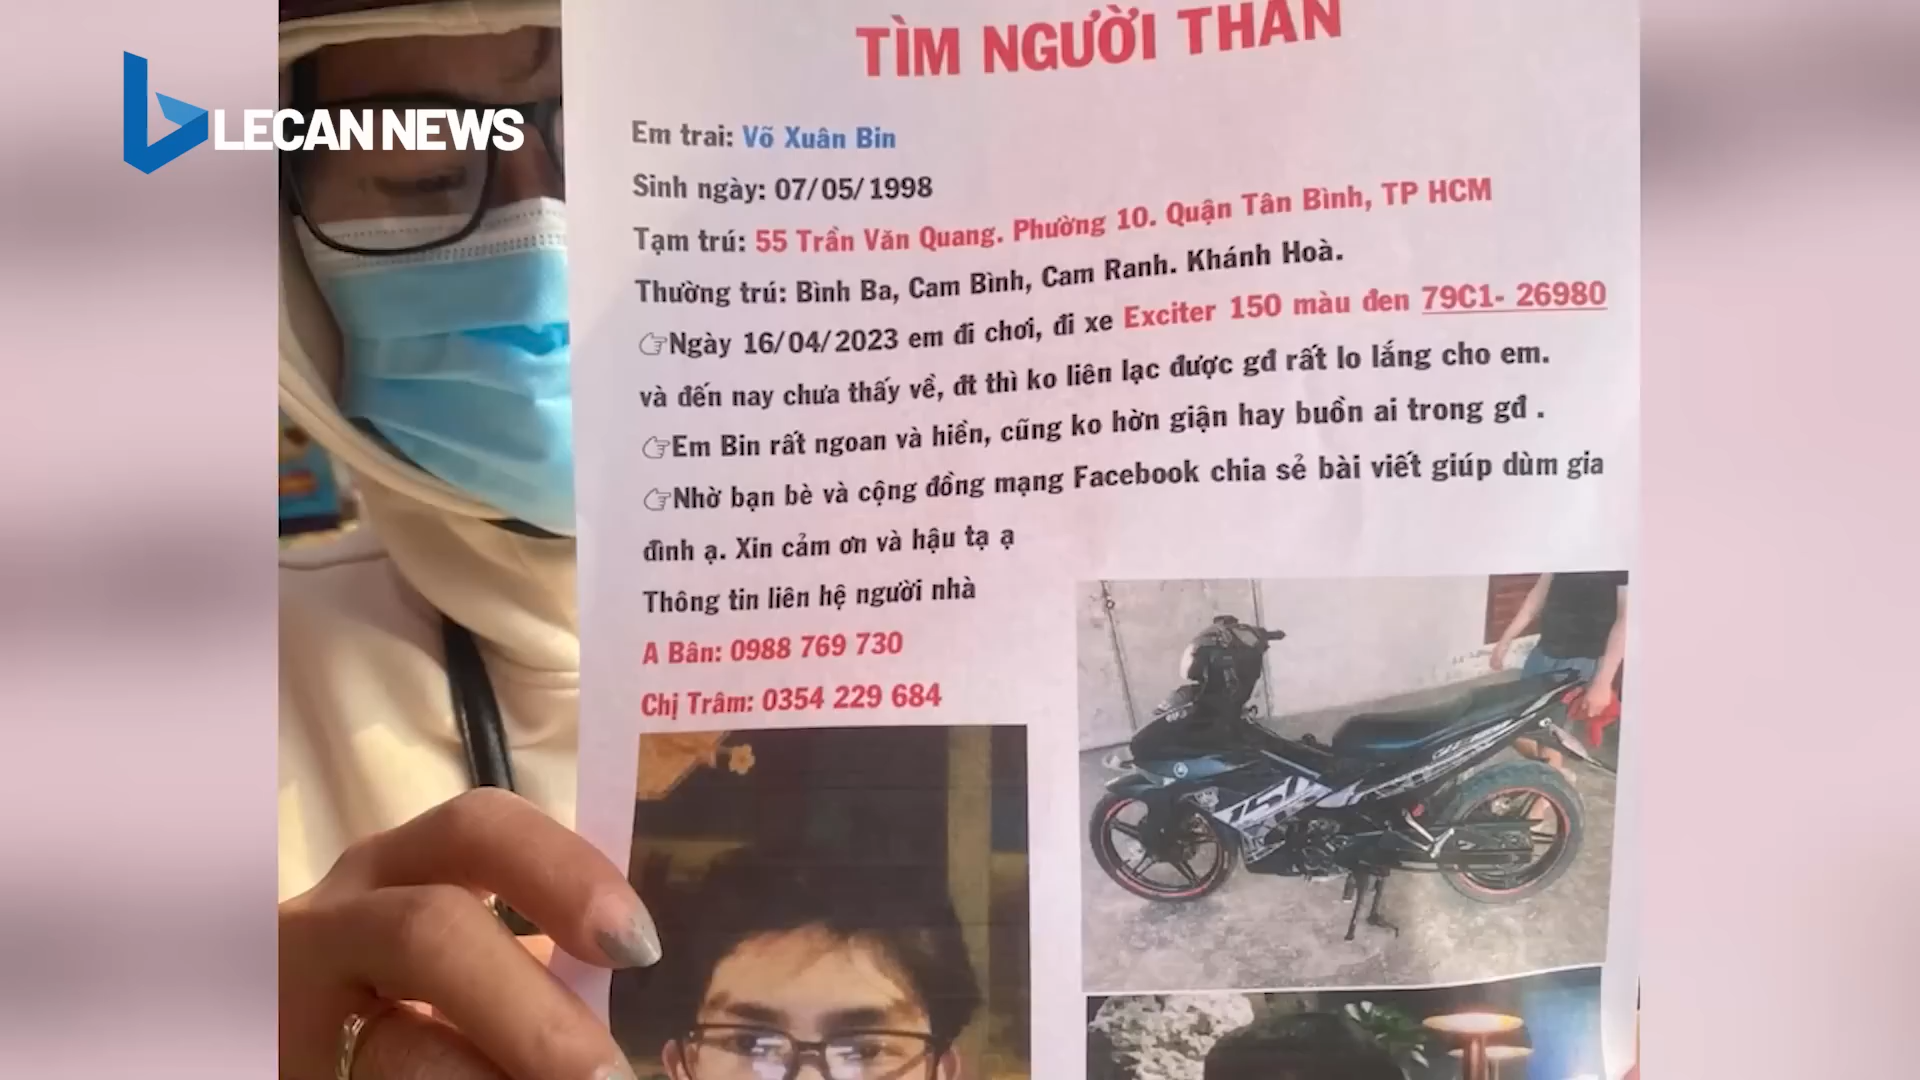 LECAN NEWS
TÌM NGƯỜI THÂN
Em trai: Võ Xuân Bin
Sinh ngày: 07/05/1998
Tạm trú: 55 Trần Văn Quang. Phường 10. Quận Tân Bình, TP HCM
Thường trú: Bình Ba, Cam Bình, Cam Ranh. Khánh Hoà.
👉Ngày 16/04/2023 em đi chơi, đi xe Exciter 150 màu đen 79C1- 26980
và đến nay chưa thấy về, đt thì ko liên lạc được gđ rất lo lắng cho em.
👉Em Bin rất ngoan và hiền, cũng ko hờn giận hay buồn ai trong gđ .
👉Nhờ bạn bè và cộng đồng mạng Facebook chia sẻ bài viết giúp dùm gia
đình ạ. Xin cảm ơn và hậu tạ ạ
Thông tin liên hệ người nhà
A Bân: 0988 769 730
Chị Trâm: 0354 229 684
150